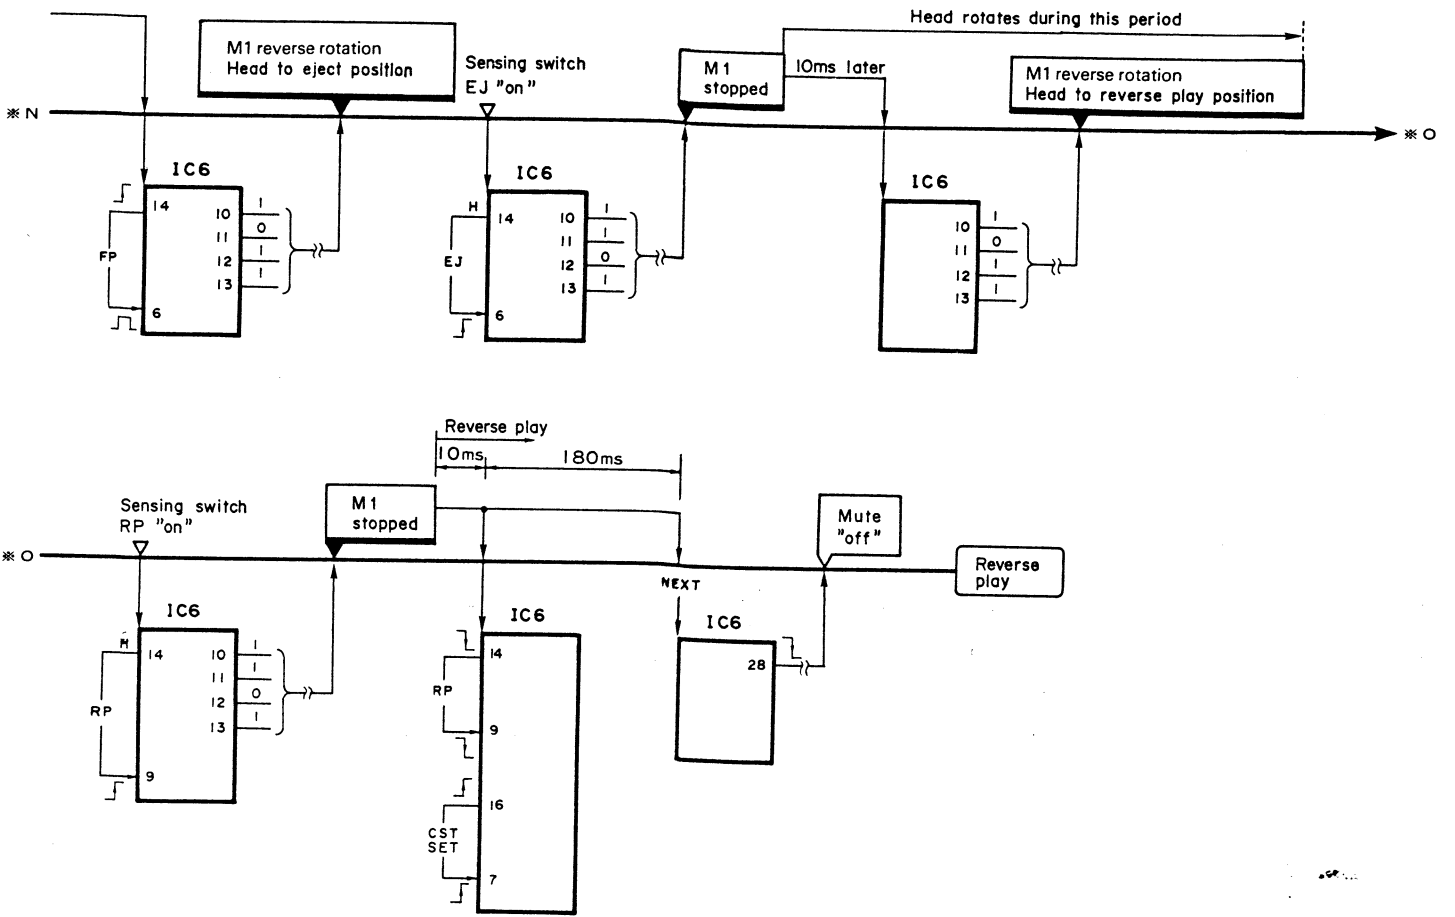 Head rotates during this period
M1 reverse rotation
Head to eject position
Sensing switch
EJ "on"
M1
stopped
10ms later
M1 reverse rotation
Head to reverse play position
※N
※O
IC6
14
10
1
11
0
12
1
13
1
FP
6
IC6
H
14
10
1
11
1
12
0
13
1
EJ
6
IC6
10
1
11
0
12
1
13
1
Reverse play
10ms
180ms
Sensing switch
RP "on"
M1
stopped
Mute
"off"
※O
Reverse
play
NEXT
IC6
H
14
10
1
11
1
12
0
13
1
RP
9
IC6
14
RP
9
16
CST
SET
7
IC6
28